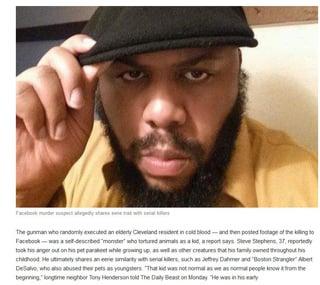 Facebook murder suspect allegedly shares eerie trait with serial killers
The gunman who randomly executed an elderly Cleveland resident in cold blood — and then posted footage of the killing to
Facebook — was a self-described “monster” who tortured animals as a kid, a report says. Steve Stephens, 37, reportedly
took his anger out on his pet parakeet while growing up, as well as other creatures that his family owned throughout his
childhood. He ultimately shares an eerie similarity with serial killers, such as Jeffrey Dahmer and “Boston Strangler” Albert
DeSalvo, who also abused their pets as youngsters. “That kid was not normal as we as normal people know it from the
beginning,” longtime neighbor Tony Henderson told The Daily Beast on Monday. “He was in his early